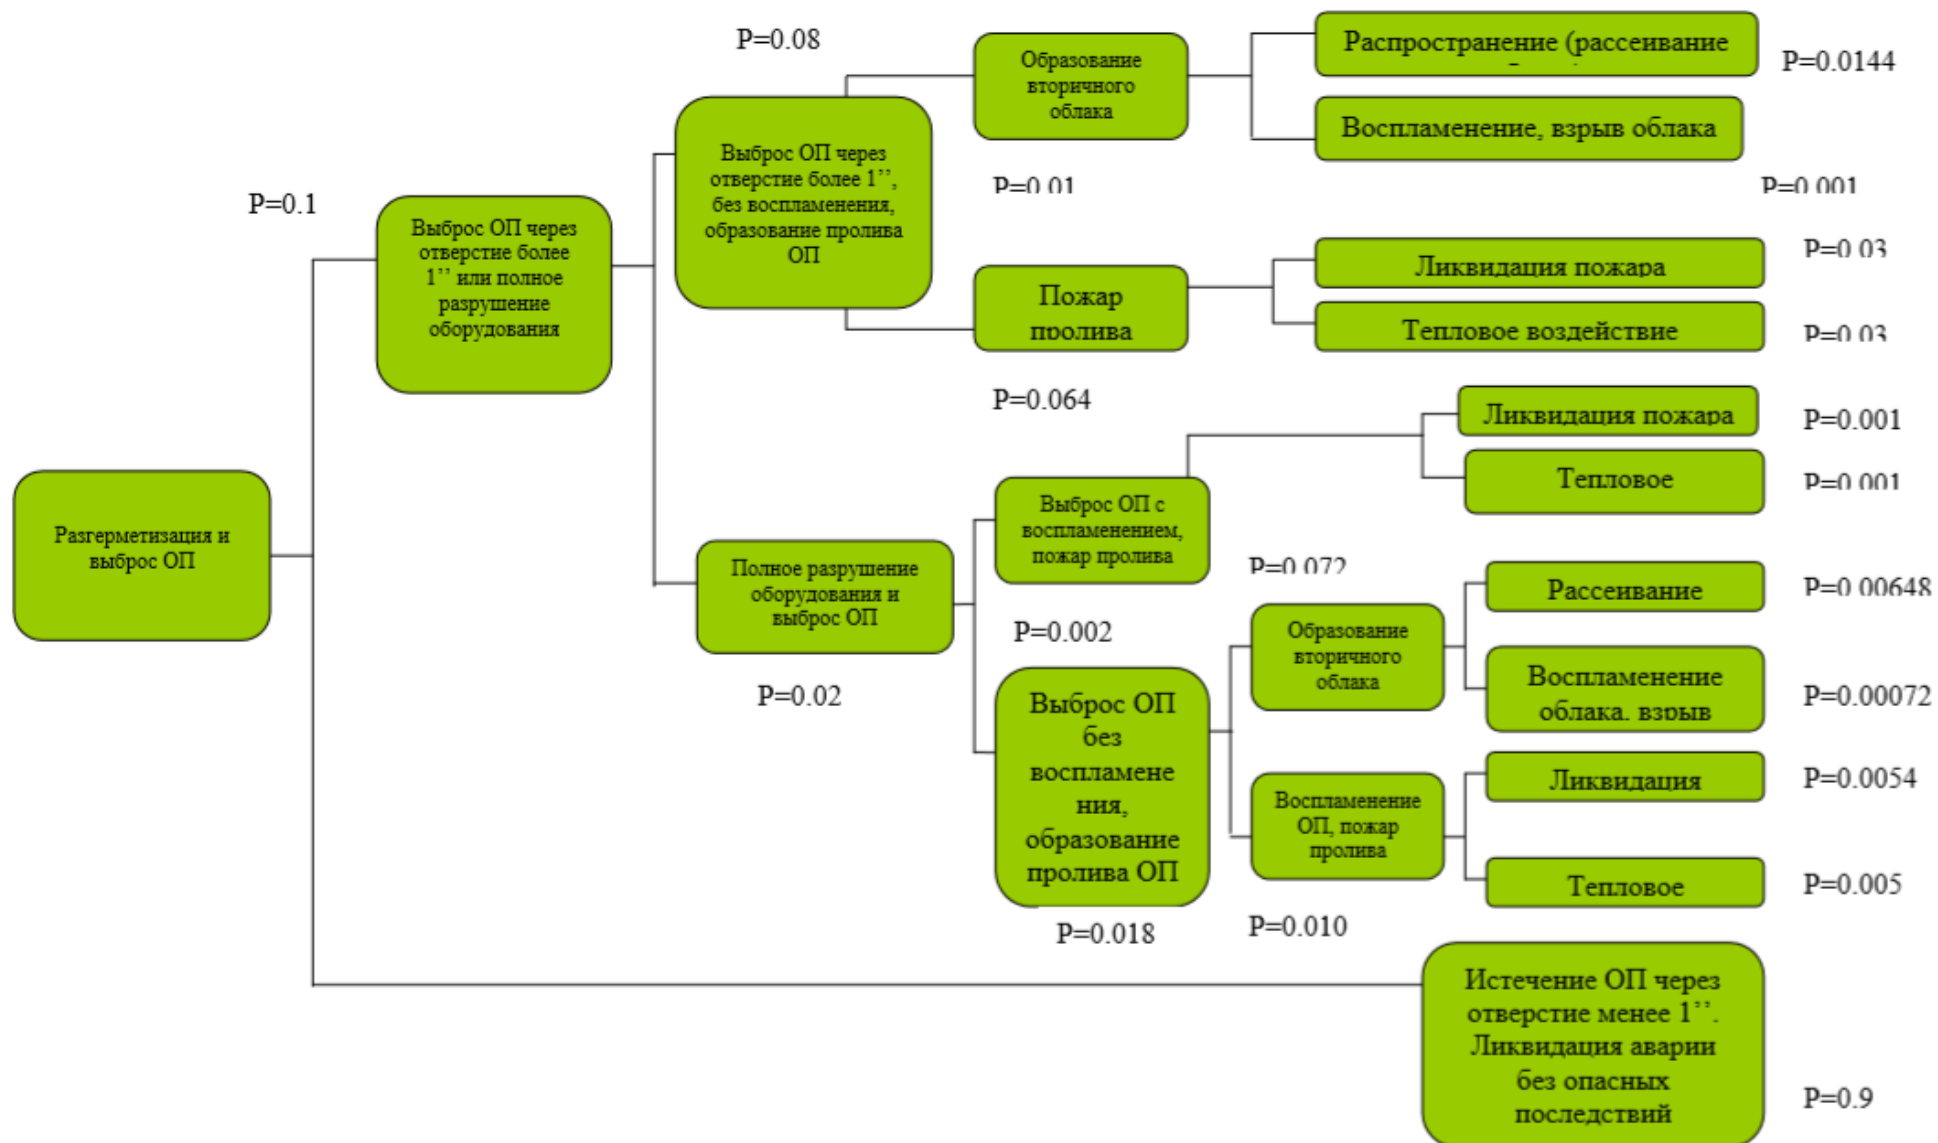 P=0.08
Образование
вторичного
облака
Распространение (рассеивание
P=0.0144
Воспламенение, взрыв облака
P=0.01
P=0.001
P=0.1
Выброс ОП через
отверстие более
1’’ или полное
разрушение
оборудования
Выброс ОП через
отверстие более 1’’,
без воспламенения,
образование пролива
ОП
Пожар
пролива
P=0.064
Ликвидация пожара
P=0.03
Тепловое воздействие
P=0.03
Разгерметизация и
выброс ОП
Полное разрушение
оборудования и
выброс ОП
P=0.02
Выброс ОП с
воспламенением,
пожар пролива
P=0.002
Ликвидация пожара
P=0.001
Тепловое
P=0.001
Выброс ОП
без
воспламене
ния,
образование
пролива ОП
P=0.018
P=0.072
Образование
вторичного
облака
Рассеивание
P=0.00648
Воспламенение
облака, взрыв
P=0.00072
Воспламенение
ОП, пожар
пролива
P=0.010
Ликвидация
P=0.0054
Тепловое
P=0.005
Истечение ОП через
отверстие менее 1’’.
Ликвидация аварии
без опасных
последствий
P=0.9